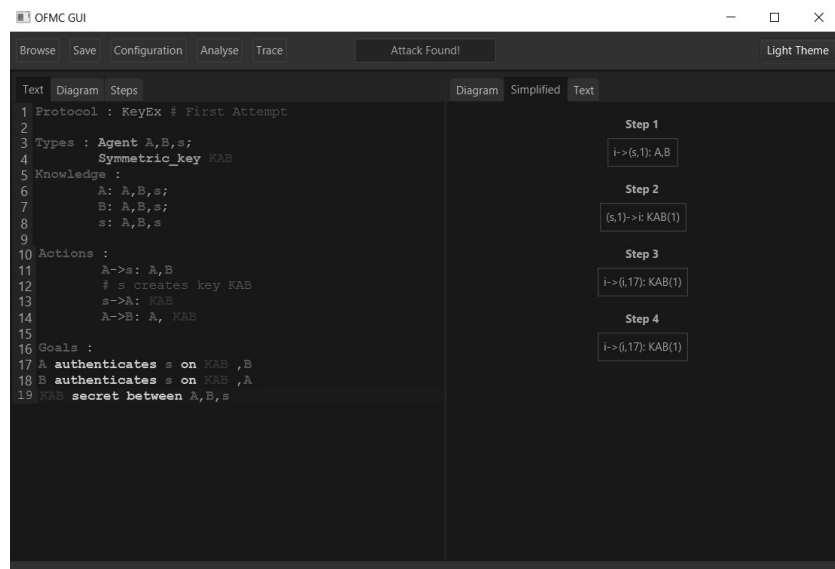 OFMC GUI
Browse Save Configuration Analyse Trace Attack Found! Light Theme
Text Diagram Steps
1 Protocol : KeyEx # First Attempt
2
3 Types : Agent A,B,s;
4 Symmetric_key KAB
5 Knowledge :
6 A: A,B,s;
7 B: A,B,s;
8 s: A,B,s
9
10 Actions :
11 A->s: A,B
12 # s creates key KAB
13 s->A: KAB
14 A->B: A, KAB
15
16 Goals :
17 A authenticates s on KAB ,B
18 B authenticates s on KAB ,A
19 KAB secret between A,B,s
Diagram Simplified Text
Step 1
i->(s,1): A,B
Step 2
(s,1)->i: KAB(1)
Step 3
i->(i,17): KAB(1)
Step 4
i->(i,17): KAB(1)